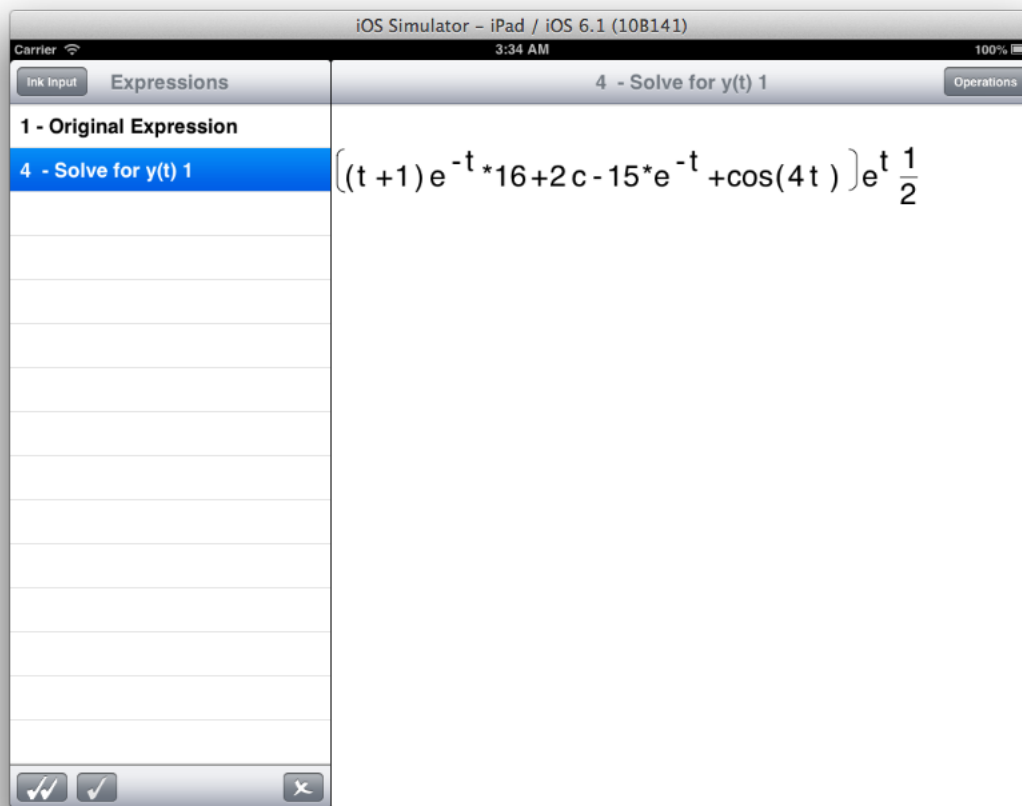 iOS Simulator – iPad / iOS 6.1 (10B141)
Carrier 3:34 AM 100%
Ink Input Expressions 4 - Solve for y(t) 1 Operations
1 - Original Expression
4 - Solve for y(t) 1
[(t +1) e^-t *16+2 c - 15*e^-t +cos(4 t )] e^t 1/2